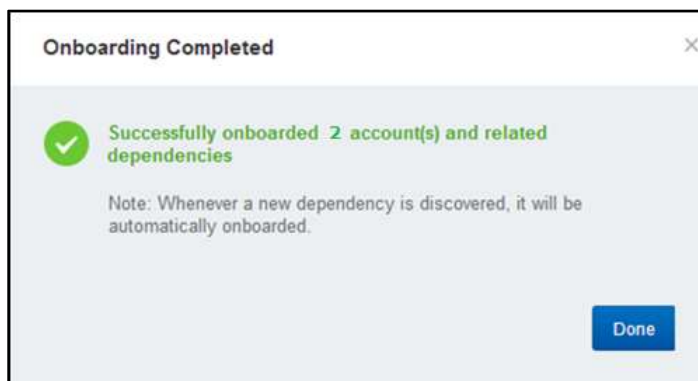 Onboarding Completed
Successfully onboarded 2 account(s) and related
dependencies
Note: Whenever a new dependency is discovered, it will be
automatically onboarded.
Done